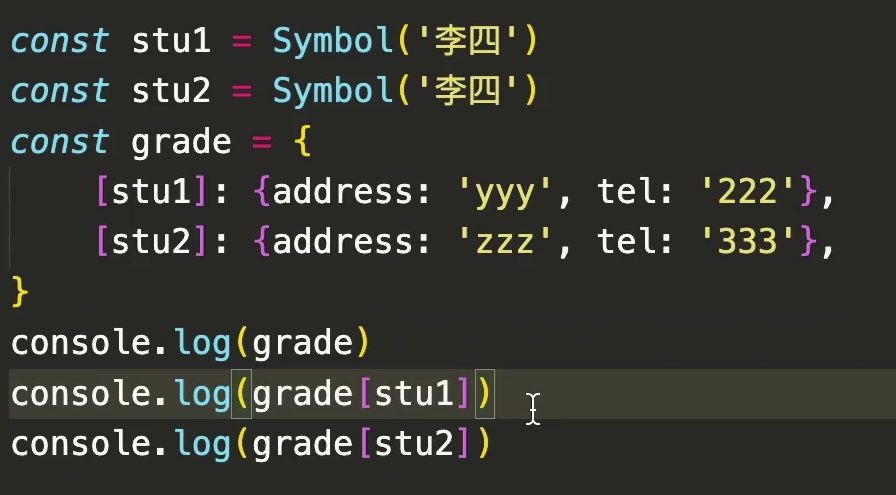 const stu1 = Symbol('李四')
const stu2 = Symbol('李四')
const grade = {
    [stu1]: {address: 'yyy', tel: '222'},
    [stu2]: {address: 'zzz', tel: '333'},
}
console.log(grade)
console.log(grade[stu1])
console.log(grade[stu2])